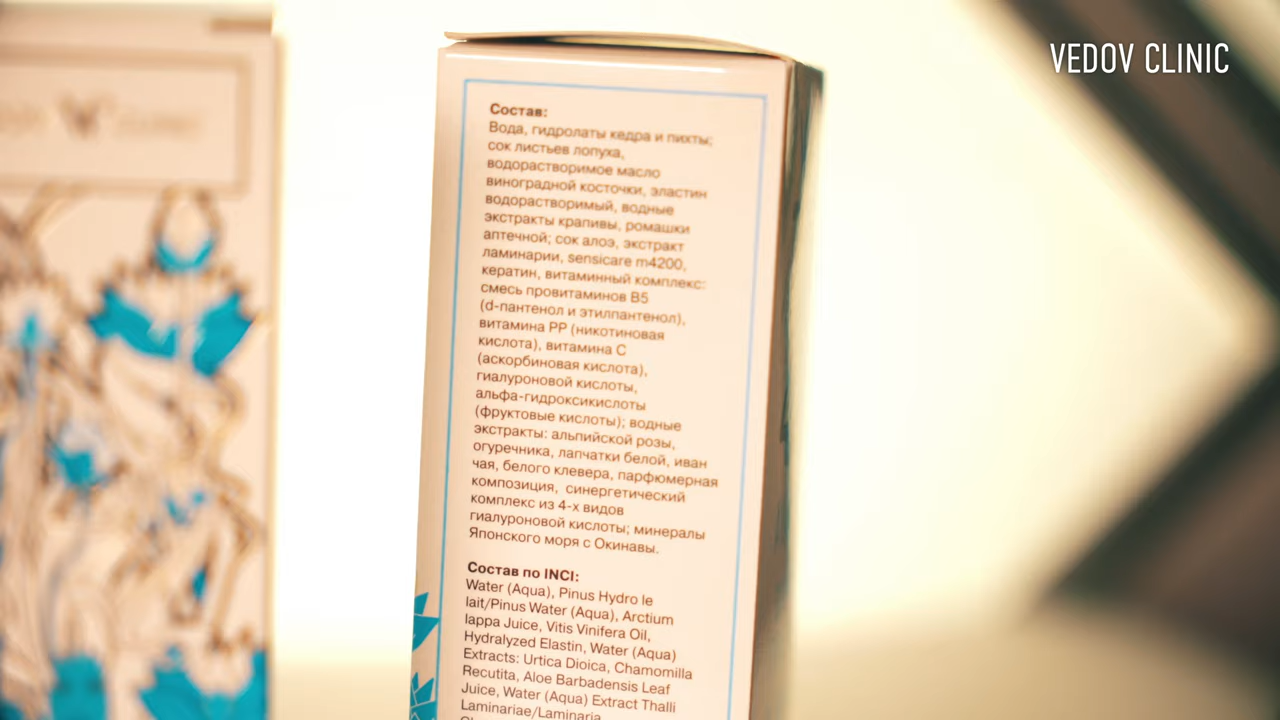 VEDOV CLINIC
Состав:
Вода, гидролаты кедра и пихты;
сок листьев лопуха,
водорастворимое масло
виноградной косточки, эластин
водорастворимый, водные
экстракты крапивы, ромашки
аптечной; сок алоэ, экстракт
ламинарии, sensicare m4200,
кератин, витаминный комплекс:
смесь провитаминов B5
(d-пантенол и этилпантенол),
витамина PP (никотиновая
кислота), витамина С
(аскорбиновая кислота),
гиалуроновой кислоты,
альфа-гидроксикислоты
(фруктовые кислоты); водные
экстракты: альпийской розы,
огуречника, лапчатки белой, иван
чая, белого клевера, парфюмерная
композиция, синергетический
комплекс из 4-х видов
гиалуроновой кислоты; минералы
Японского моря с Окинавы.
Состав по INCI:
Water (Aqua), Pinus Hydro le
lait/Pinus Water (Aqua), Arctium
lappa Juice, Vitis Vinifera Oil,
Hydralyzed Elastin, Water (Aqua)
Extracts: Urtica Dioica, Chamomilla
Recutita, Aloe Barbadensis Leaf
Juice, Water (Aqua) Extract Thalli
Laminariae/Laminaria